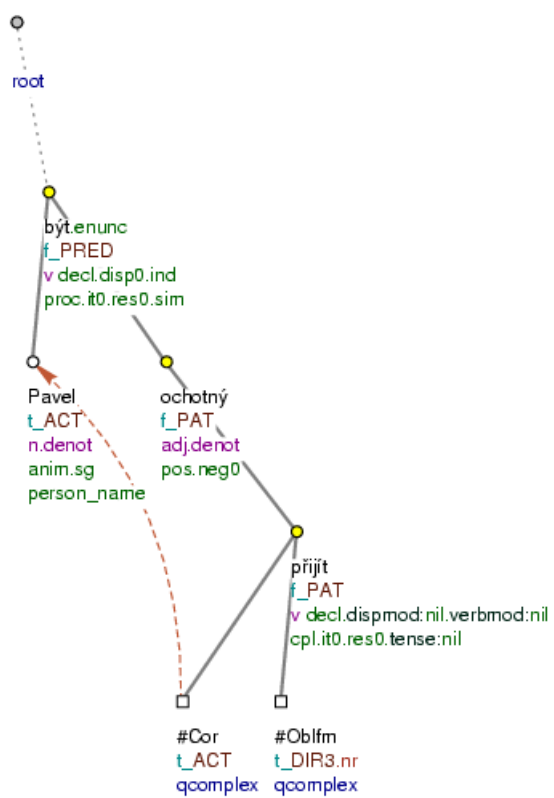 root
být.enunc
f_PRED
v decl.disp0.ind
proc.it0.res0.sim
Pavel
t_ACT
n.denot
anim.sg
person_name
ochotný
f_PAT
adj.denot
pos.neg0
přijít
f_PAT
v decl.dispmod:nil.verbmod:nil
cpl.it0.res0.tense:nil
#Cor
t_ACT
qcomplex
#Oblfm
t_DIR3.nr
qcomplex